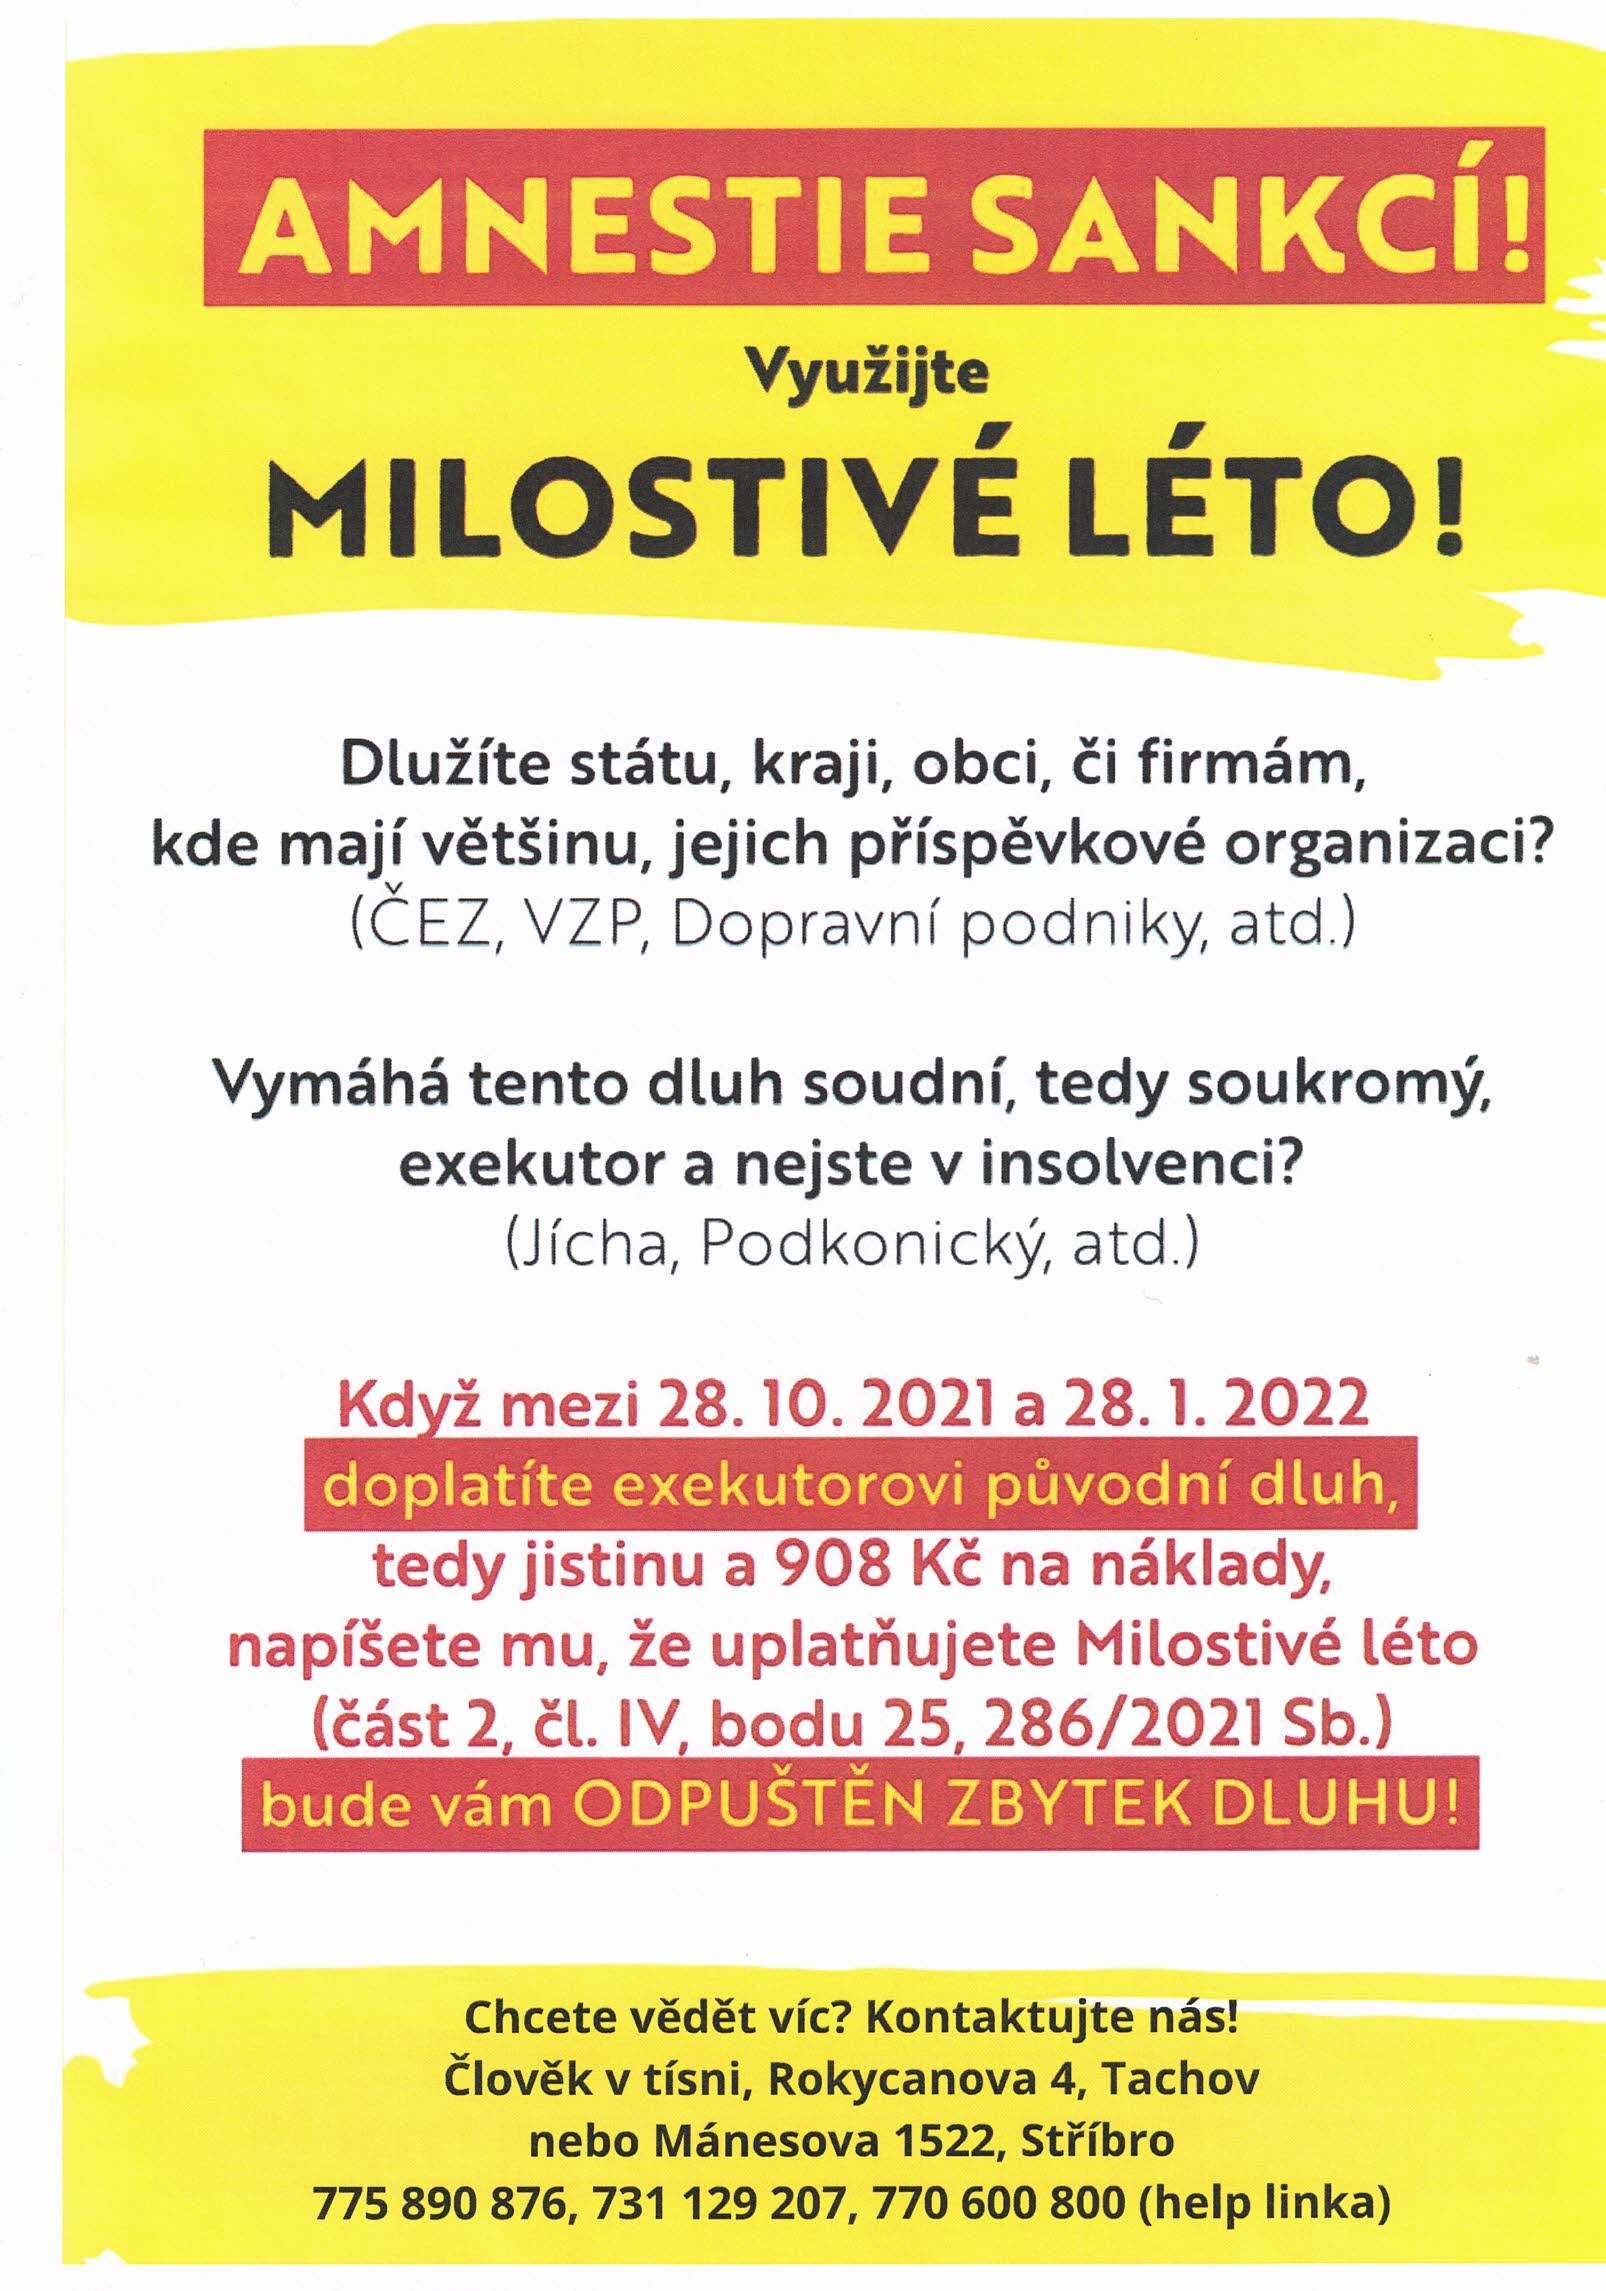 AMNESTIE SANKCÍ!
Využijte
MILOSTIVÉ LÉTO!
Dlužíte státu, kraji, obci, či firmám,
kde mají většinu, jejich příspěvkové organizaci?
(ČEZ, VZP, Dopravní podniky, atd.)
Vymáhá tento dluh soudní, tedy soukromý,
exekutor a nejste v insolvenci?
(Jícha, Podkonický, atd.)
Když mezi 28. 10. 2021 a 28. 1. 2022
doplatíte exekutorovi původní dluh,
tedy jistinu a 908 Kč na náklady,
napíšete mu, že uplatňujete Milostivé léto
(část 2, čl. IV, bodu 25, 286/2021 Sb.)
bude vám ODPUŠTĚN ZBYTEK DLUHU!
Chcete vědět víc? Kontaktujte nás!
Člověk v tísni, Rokycanova 4, Tachov
nebo Mánesova 1522, Stříbro
775 890 876, 731 129 207, 770 600 800 (help linka)